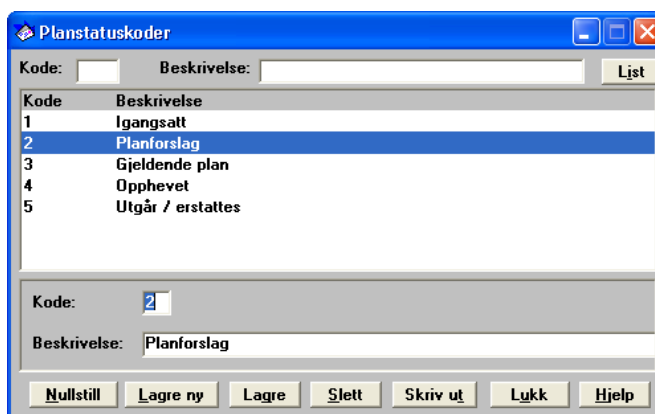 Planstatuskoder
Kode: Beskrivelse: List
Kode Beskrivelse
1 Igangsatt
2 Planforslag
3 Gjeldende plan
4 Opphevet
5 Utgår / erstattes
Kode: 2
Beskrivelse: Planforslag
Nullstill Lagre ny Lagre Slett Skriv ut Lukk Hjelp